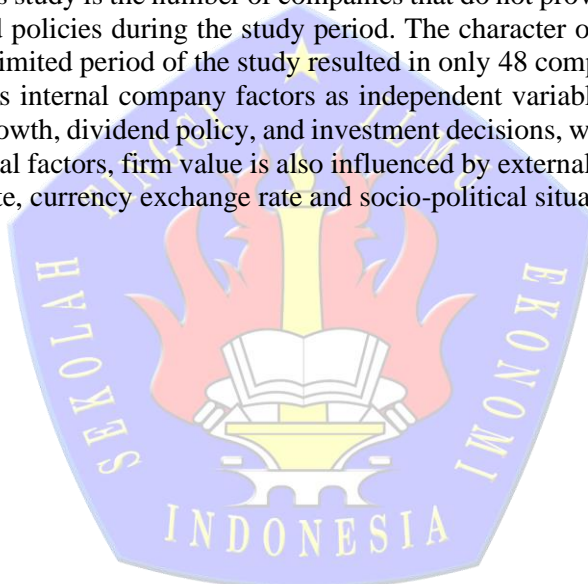 s study is the number of companies that do not prov
d policies during the study period. The character o
limited period of the study resulted in only 48 comp
s internal company factors as independent variabl
owth, dividend policy, and investment decisions, w
al factors, firm value is also influenced by external
te, currency exchange rate and socio-political situa
SEKOLAH TINGGI ILMU EKONOMI
INDONESIA